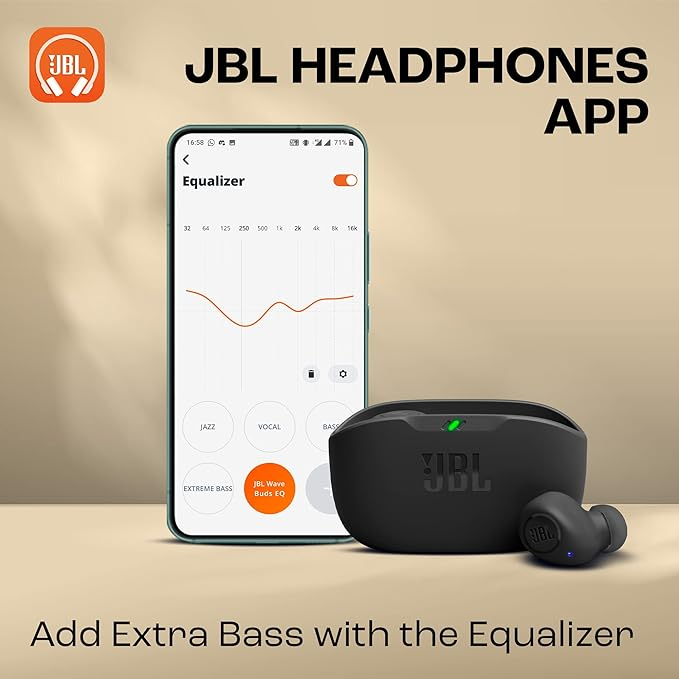 JBL
JBL HEADPHONES
APP
16:58 71%
Equalizer
32 64 125 250 500 1k 2k 4k 8k 16k
JAZZ VOCAL BASS
EXTREME BASS JBL Wave
Buds EQ
JBL
JBL
Add Extra Bass with the Equalizer